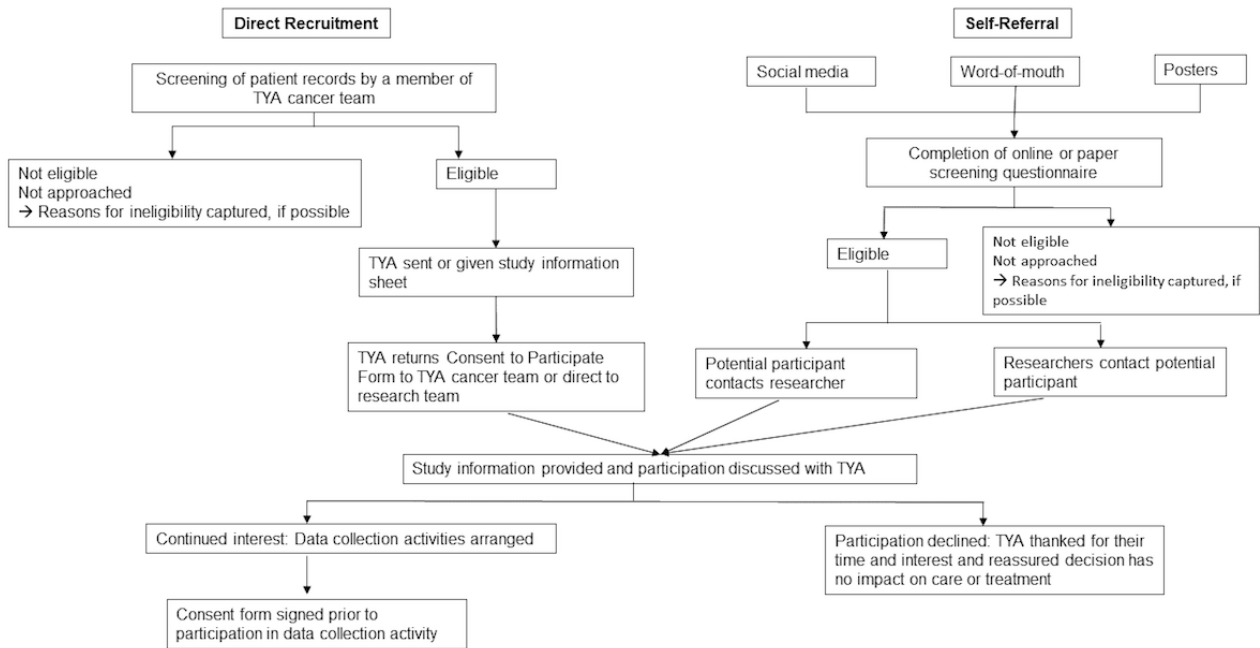 Direct Recruitment
Screening of patient records by a member of
TYA cancer team
Not eligible
Not approached
→ Reasons for ineligibility captured, if possible
Eligible
TYA sent or given study information
sheet
TYA returns Consent to Participate
Form to TYA cancer team or direct to
research team
Self-Referral
Social media
Word-of-mouth
Posters
Completion of online or paper
screening questionnaire
Eligible
Not eligible
Not approached
→ Reasons for ineligibility captured, if
possible
Potential participant
contacts researcher
Researchers contact potential
participant
Study information provided and participation discussed with TYA
Continued interest: Data collection activities arranged
Consent form signed prior to
participation in data collection activity
Participation declined: TYA thanked for their
time and interest and reassured decision has
no impact on care or treatment